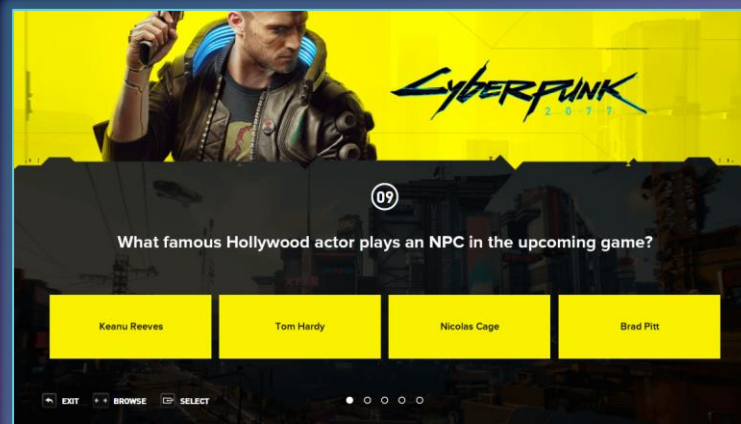 CYBERPUNK
2077
09
What famous Hollywood actor plays an NPC in the upcoming game?
Keanu Reeves
Tom Hardy
Nicolas Cage
Brad Pitt
EXIT BROWSE SELECT